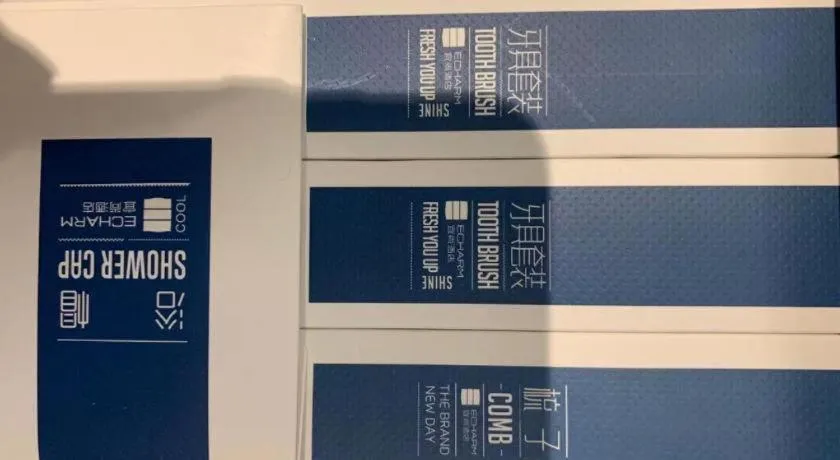 浴帽
SHOWER CAP
ECHARM
宜尚酒店
COOL
牙具套装
TOOTH BRUSH
ECHARM
宜尚酒店
FRESH YOU UP
SHINE
牙具套装
TOOTH BRUSH
ECHARM
宜尚酒店
FRESH YOU UP
SHINE
梳子
- COMB -
ECHARM
宜尚酒店
THE BRAND
NEW DAY